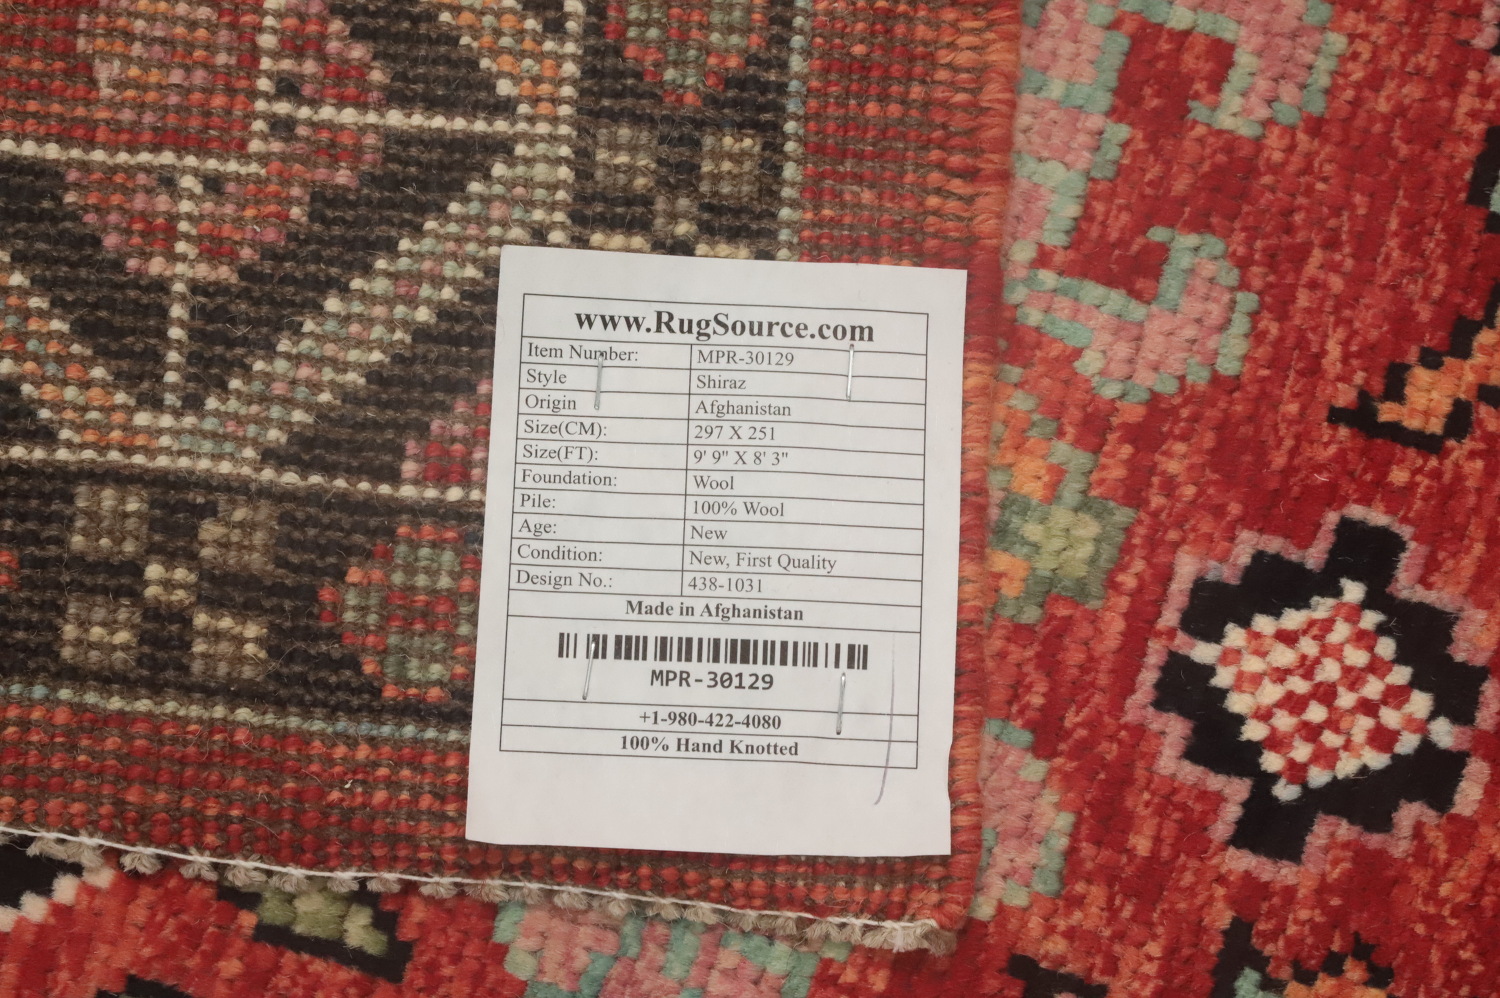 www.RugSource.com
Item Number: MPR-30129
Style Shiraz
Origin Afghanistan
Size(CM): 297 X 251
Size(FT): 9' 9" X 8' 3"
Foundation: Wool
Pile: 100% Wool
Age: New
Condition: New, First Quality
Design No.: 438-1031
Made in Afghanistan
MPR-30129
+1-980-422-4080
100% Hand Knotted